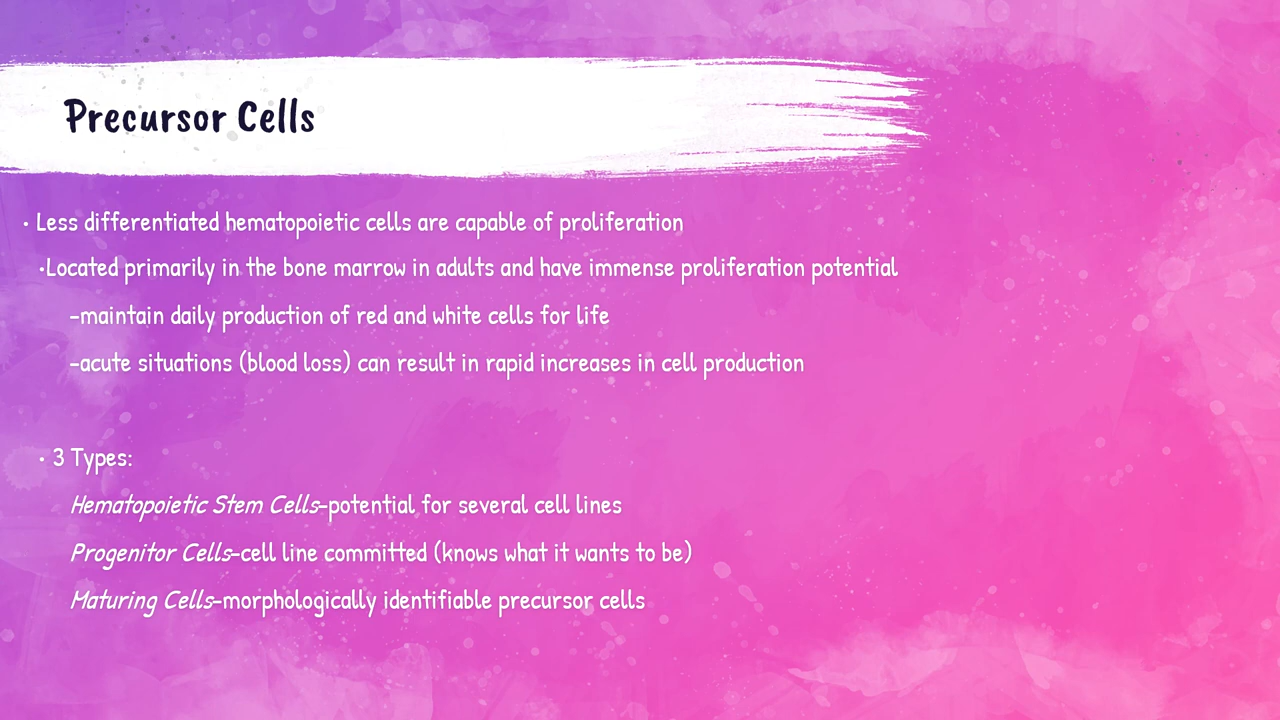 Precursor Cells
• Less differentiated hematopoietic cells are capable of proliferation
•Located primarily in the bone marrow in adults and have immense proliferation potential
-maintain daily production of red and white cells for life
-acute situations (blood loss) can result in rapid increases in cell production
• 3 Types:
Hematopoietic Stem Cells-potential for several cell lines
Progenitor Cells-cell line committed (knows what it wants to be)
Maturing Cells-morphologically identifiable precursor cells